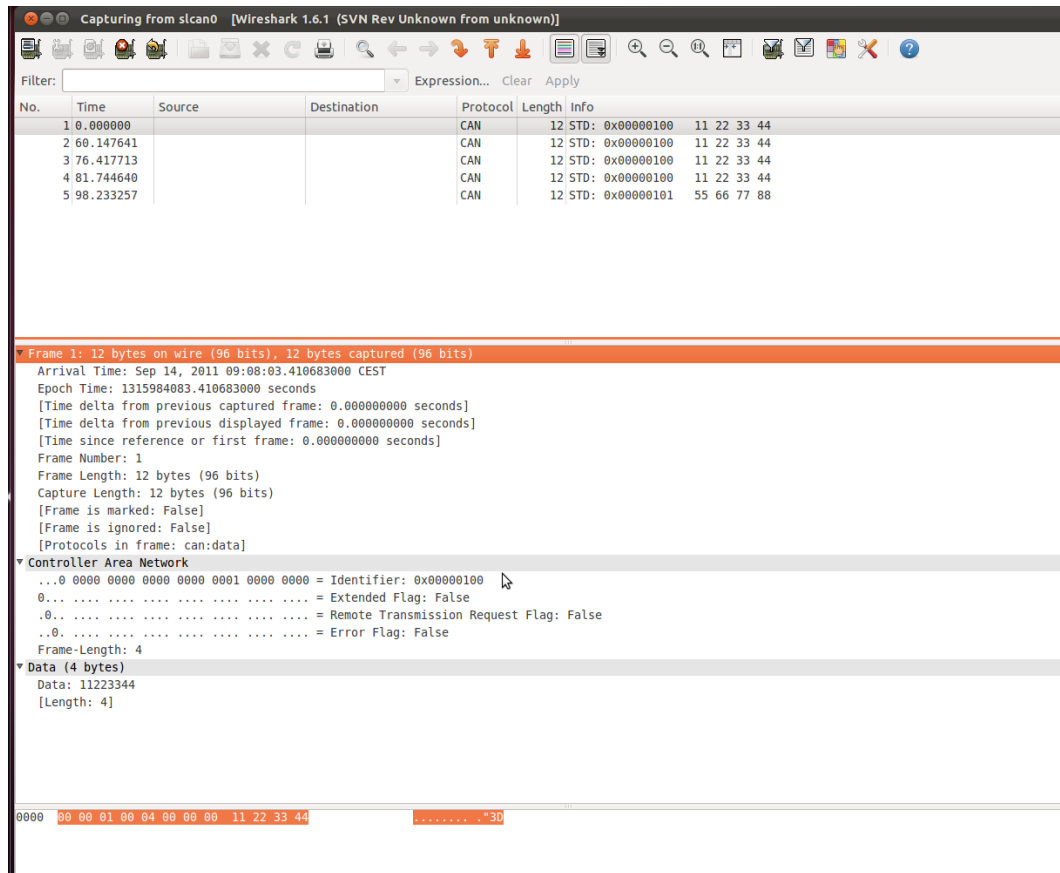 Capturing from slcan0 [Wireshark 1.6.1 (SVN Rev Unknown from unknown)]
Filter: Expression... Clear Apply
No. Time Source Destination Protocol Length Info
1 0.000000 CAN 12 STD: 0x00000100 11 22 33 44
2 60.147641 CAN 12 STD: 0x00000100 11 22 33 44
3 76.417713 CAN 12 STD: 0x00000100 11 22 33 44
4 81.744640 CAN 12 STD: 0x00000100 11 22 33 44
5 98.233257 CAN 12 STD: 0x00000101 55 66 77 88
Frame 1: 12 bytes on wire (96 bits), 12 bytes captured (96 bits)
Arrival Time: Sep 14, 2011 09:08:03.410683000 CEST
Epoch Time: 1315984083.410683000 seconds
[Time delta from previous captured frame: 0.000000000 seconds]
[Time delta from previous displayed frame: 0.000000000 seconds]
[Time since reference or first frame: 0.000000000 seconds]
Frame Number: 1
Frame Length: 12 bytes (96 bits)
Capture Length: 12 bytes (96 bits)
[Frame is marked: False]
[Frame is ignored: False]
[Protocols in frame: can:data]
Controller Area Network
...0 0000 0000 0000 0000 0001 0000 0000 = Identifier: 0x00000100
0... .... .... .... .... .... .... .... = Extended Flag: False
.0.. .... .... .... .... .... .... .... = Remote Transmission Request Flag: False
..0. .... .... .... .... .... .... .... = Error Flag: False
Frame-Length: 4
Data (4 bytes)
Data: 11223344
[Length: 4]
0000 00 00 01 00 04 00 00 00 11 22 33 44 ........ ."3D